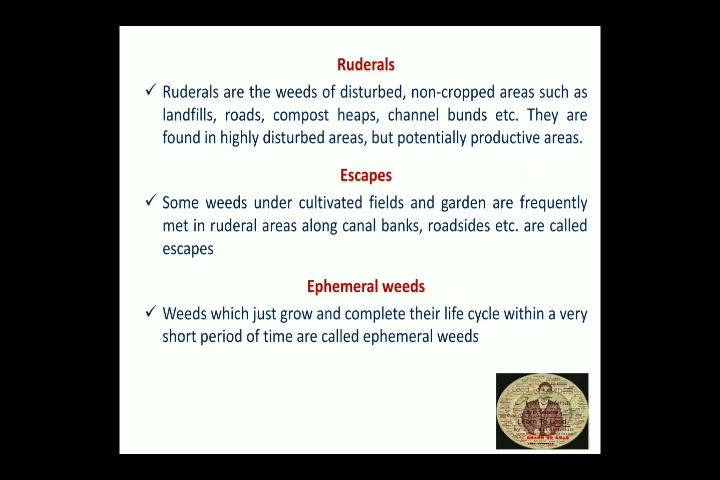 Ruderals
✓ Ruderals are the weeds of disturbed, non-cropped areas such as
landfills, roads, compost heaps, channel bunds etc. They are
found in highly disturbed areas, but potentially productive areas.
Escapes
✓ Some weeds under cultivated fields and garden are frequently
met in ruderal areas along canal banks, roadsides etc. are called
escapes
Ephemeral weeds
✓ Weeds which just grow and complete their life cycle within a very
short period of time are called ephemeral weeds
Learn To Lead